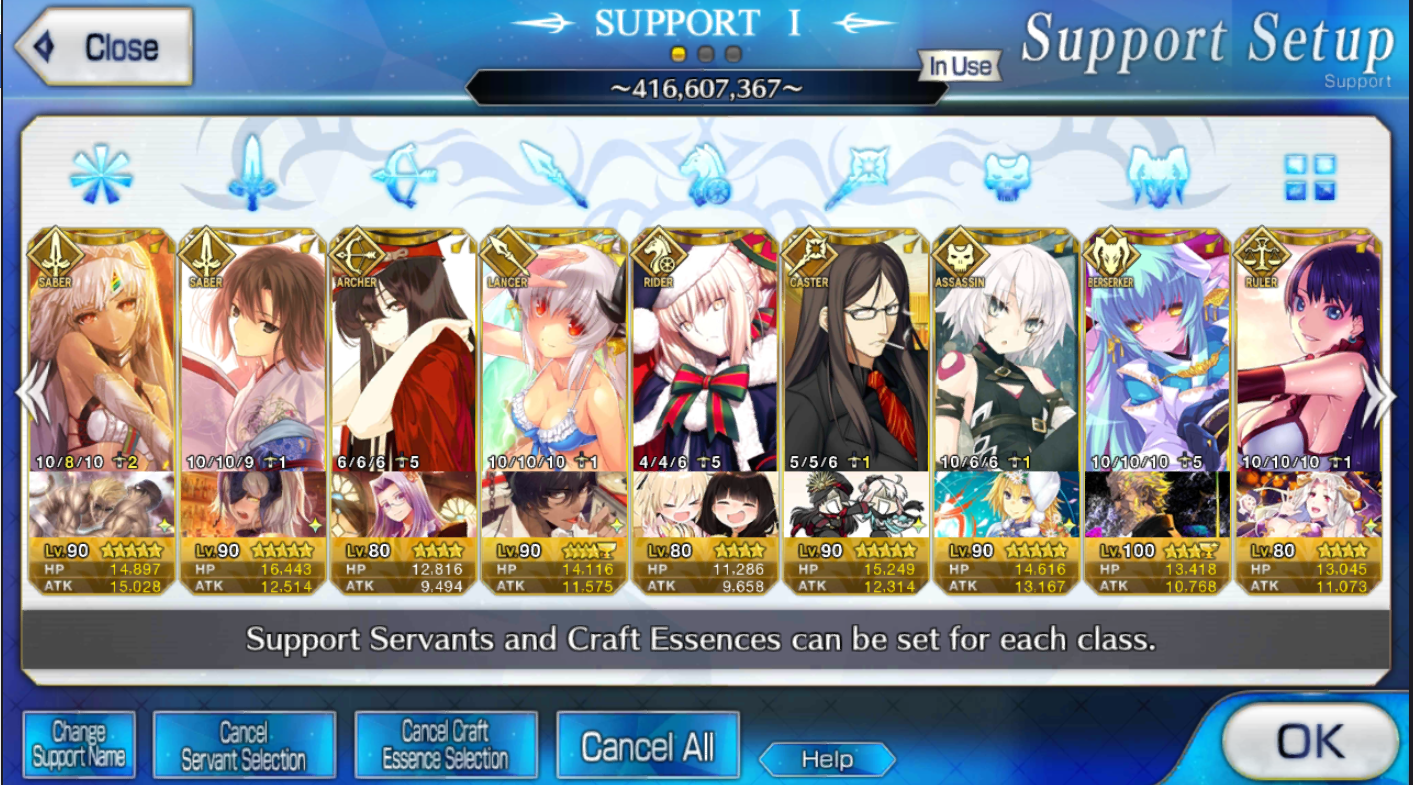 Close
SUPPORT I
In Use
Support Setup
Support
~416,607,367~
SABER
SABER
ARCHER
LANCER
RIDER
CASTER
ASSASSIN
BERSERKER
RULER
10/8/10 2
10/10/9 1
6/6/6 5
10/10/10 1
4/4/6 5
5/5/6 1
10/6/6 1
10/10/10 5
10/10/10 1
Lv.90
Lv.90
Lv.80
Lv.90
Lv.80
Lv.90
Lv.90
Lv.100
Lv.80
HP 14,897
HP 16,443
HP 12,816
HP 14,116
HP 11,286
HP 15,249
HP 14,616
HP 13,418
HP 13,045
ATK 15,028
ATK 12,514
ATK 9,494
ATK 11,575
ATK 9,658
ATK 12,314
ATK 13,167
ATK 10,768
ATK 11,073
Support Servants and Craft Essences can be set for each class.
Change
Support Name
Cancel
Servant Selection
Cancel Craft
Essence Selection
Cancel All
Help
OK